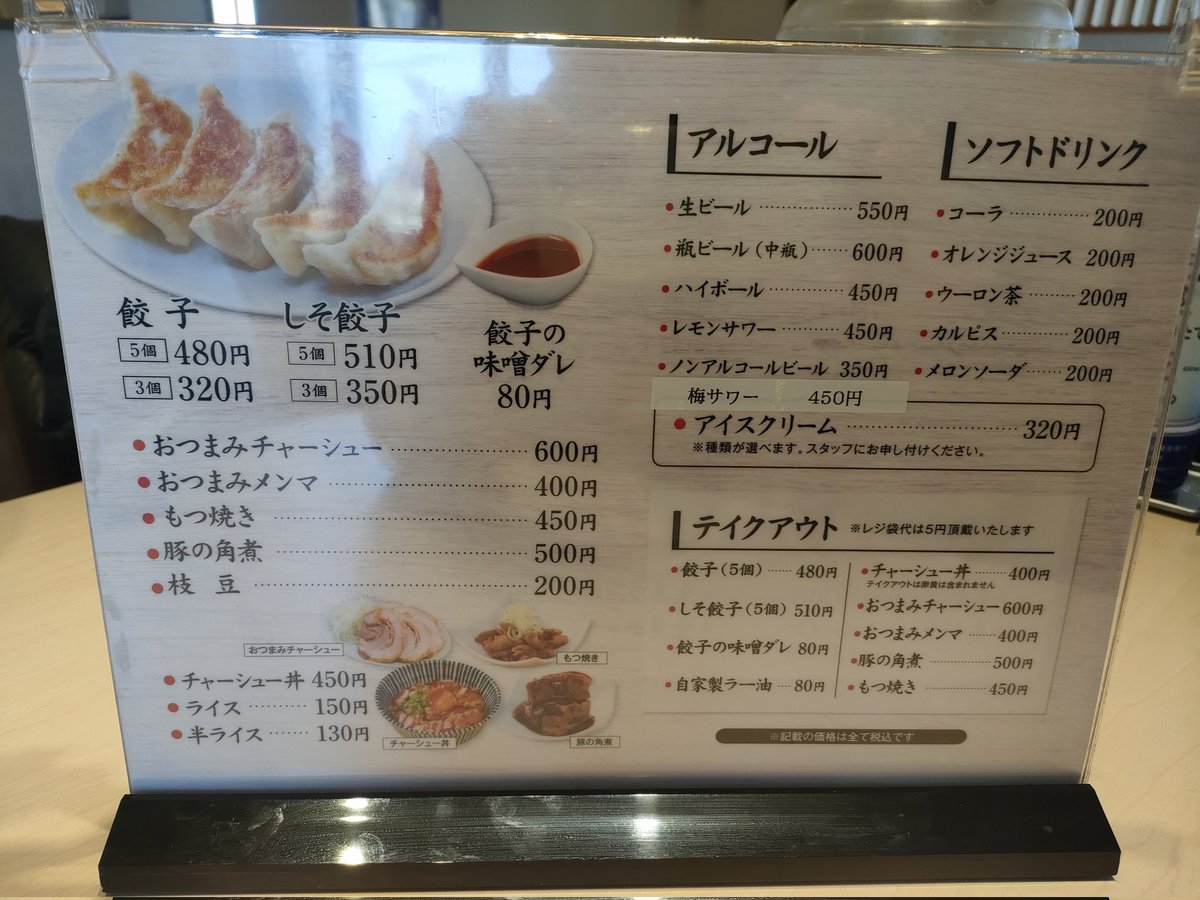 餃子
5個 480円
3個 320円
しそ餃子
5個 510円
3個 350円
餃子の
味噌ダレ
80円
おつまみチャーシュー 600円
おつまみメンマ 400円
もつ焼き 450円
豚の角煮 500円
枝豆 200円
おつまみチャーシュー
もつ焼き
チャーシュー丼
豚の角煮
チャーシュー丼 450円
ライス 150円
半ライス 130円
アルコール
生ビール 550円
瓶ビール(中瓶) 600円
ハイボール 450円
レモンサワー 450円
ノンアルコールビール 350円
梅サワー 450円
ソフトドリンク
コーラ 200円
オレンジジュース 200円
ウーロン茶 200円
カルピス 200円
メロンソーダ 200円
アイスクリーム 320円
※種類が選べます。スタッフにお申し付けください。
テイクアウト ※レジ袋代は5円頂戴いたします
餃子(5個) 480円
しそ餃子(5個) 510円
餃子の味噌ダレ 80円
自家製ラー油 80円
チャーシュー丼 400円
テイクアウトは卵黄は含まれません
おつまみチャーシュー 600円
おつまみメンマ 400円
豚の角煮 500円
もつ焼き 450円
※記載の価格は全て税込です